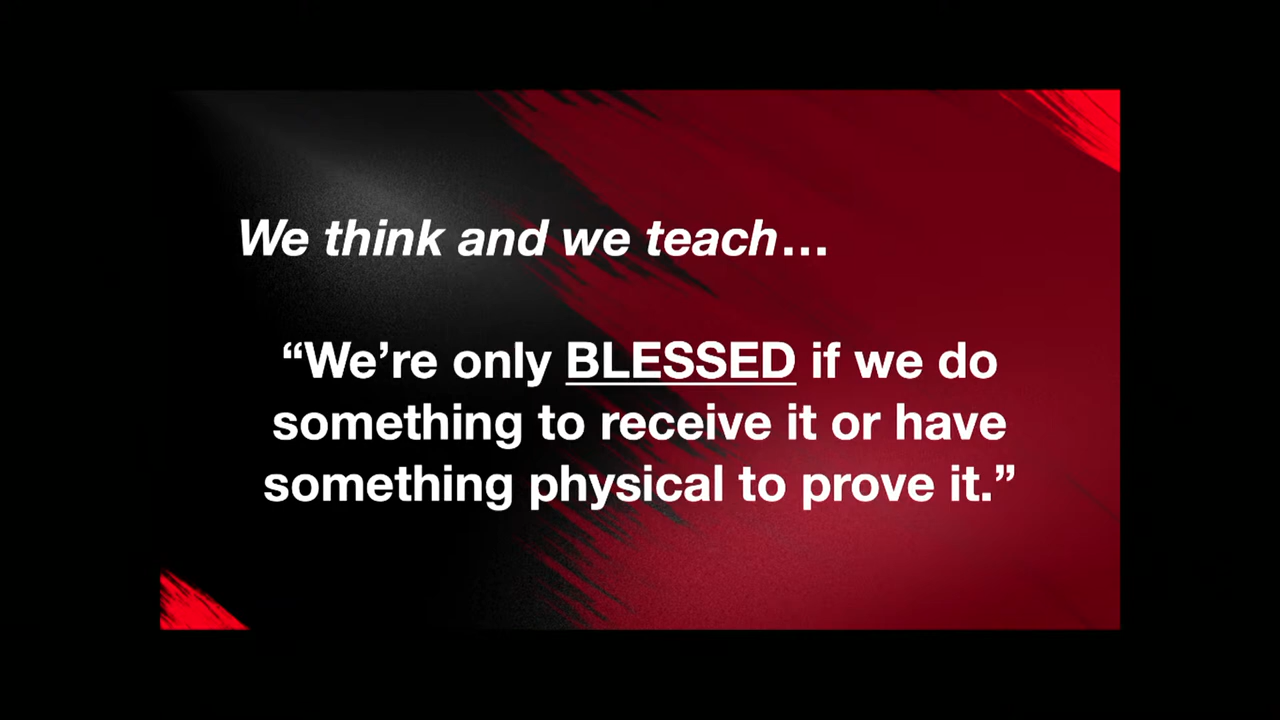 We think and we teach…
“We’re only BLESSED if we do
something to receive it or have
something physical to prove it.”